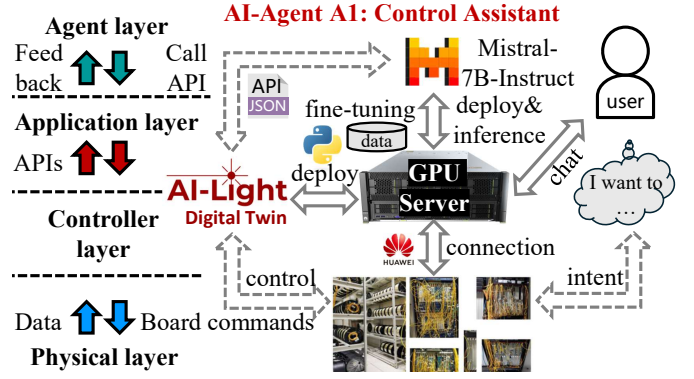 AI-Agent A1: Control Assistant
Agent layer
Feed
back
Call
API
API
JSON
Mistral-
7B-Instruct
user
Application layer
APIs
fine-tuning
data
deploy&
inference
deploy
AI-Light
Digital Twin
GPU
Server
chat
I want to
...
Controller
layer
HUAWEI
connection
control
intent
Data
Board commands
Physical layer